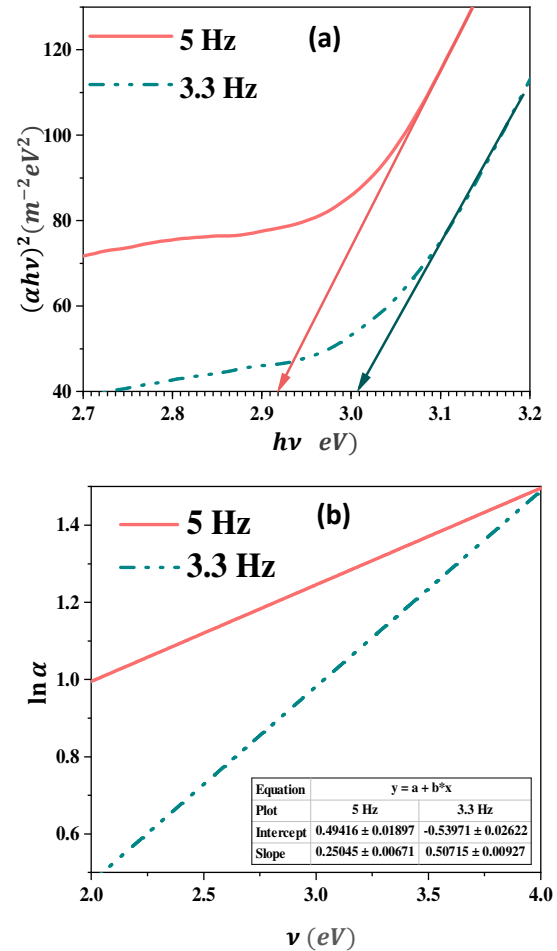 (a)
5 Hz
3.3 Hz
(αhν)²(m⁻²eV²)
120
100
80
60
40
2.7 2.8 2.9 3.0 3.1 3.2
hν eV)
(b)
5 Hz
3.3 Hz
ln α
1.4
1.2
1.0
0.8
0.6
Equation y = a + b*x
Plot 5 Hz 3.3 Hz
Intercept 0.49416 ± 0.01897 -0.53971 ± 0.02622
Slope 0.25045 ± 0.00671 0.50715 ± 0.00927
2.0 2.5 3.0 3.5 4.0
ν (eV)